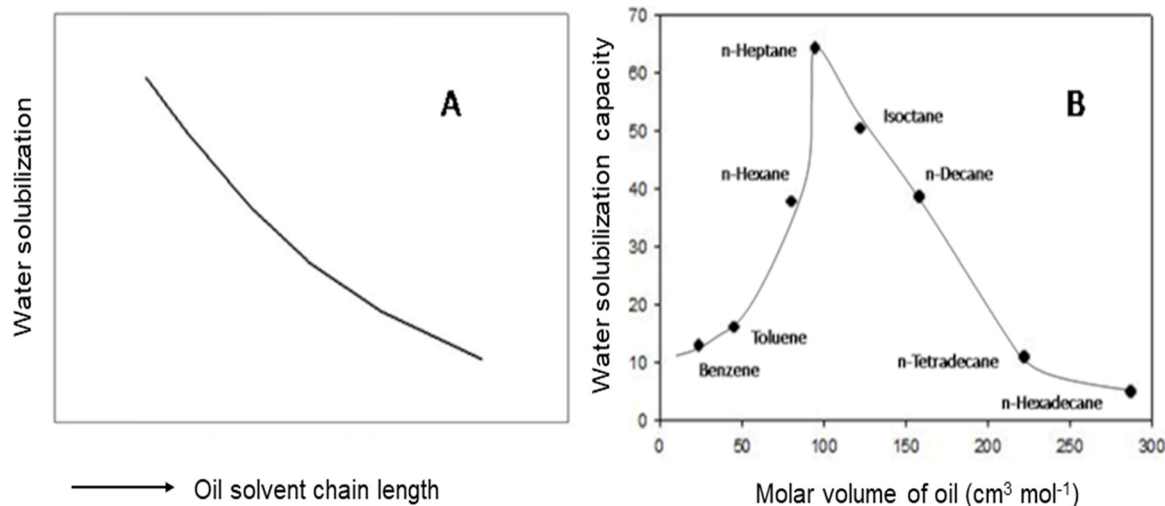 A
Water solubilization
Oil solvent chain length
B
Water solubilization capacity
70
60
50
40
30
20
10
0
n-Heptane
Isoctane
n-Hexane
n-Decane
Toluene
Benzene
n-Tetradecane
n-Hexadecane
0 50 100 150 200 250 300
Molar volume of oil (cm³ mol⁻¹)